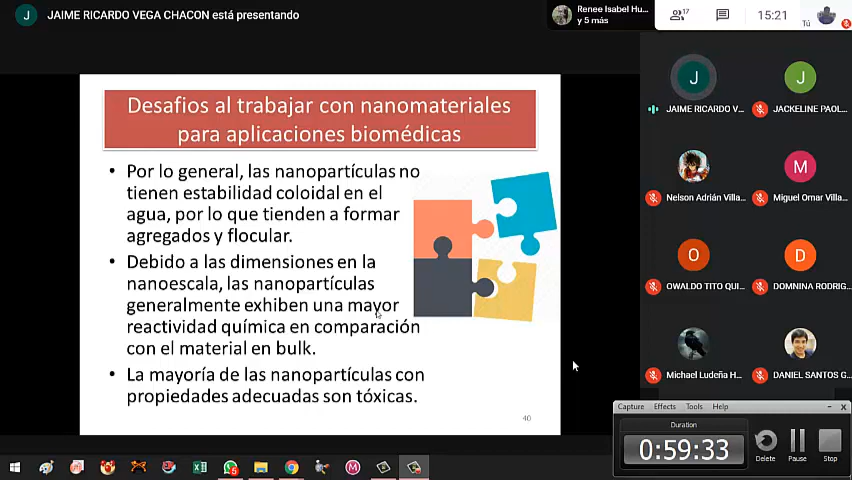 J JAIME RICARDO VEGA CHACON está presentando
Renee Isabel Hu...
y 5 más
17
15:21
Tú
Desafios al trabajar con nanomateriales
para aplicaciones biomédicas
• Por lo general, las nanopartículas no
tienen estabilidad coloidal en el
agua, por lo que tienden a formar
agregados y flocular.
• Debido a las dimensiones en la
nanoescala, las nanopartículas
generalmente exhiben una mayor
reactividad química en comparación
con el material en bulk.
• La mayoría de las nanopartículas con
propiedades adecuadas son tóxicas.
40
J
JAIME RICARDO V...
J
JACKELINE PAOL...
Nelson Adrián Villa...
M
Miguel Omar Villa...
O
OWALDO TITO QUI...
D
DOMNINA RODRIG...
Michael Ludeña H...
DANIEL SANTOS G...
Capture Effects Tools Help
Duration
0:59:33
Delete Pause Stop